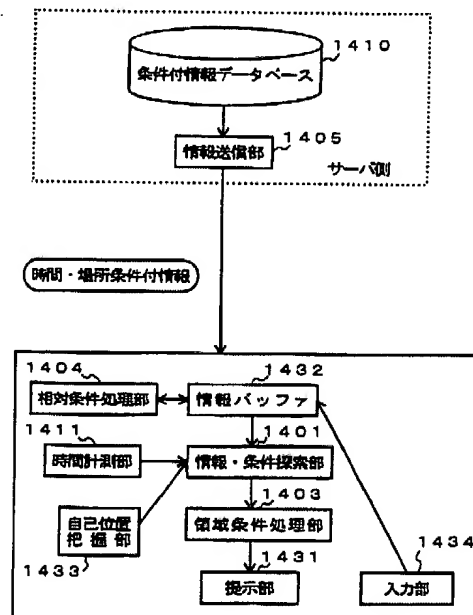 1410
条件付情報データベース
1405
情報送信部
サーバ側
時間・場所条件付情報
1404
1432
相対条件処理部
情報バッファ
1411
1401
時間計測部
情報・条件探索部
1403
自己位置
把握部
領域条件処理部
1433
1431
1434
提示部
入力部